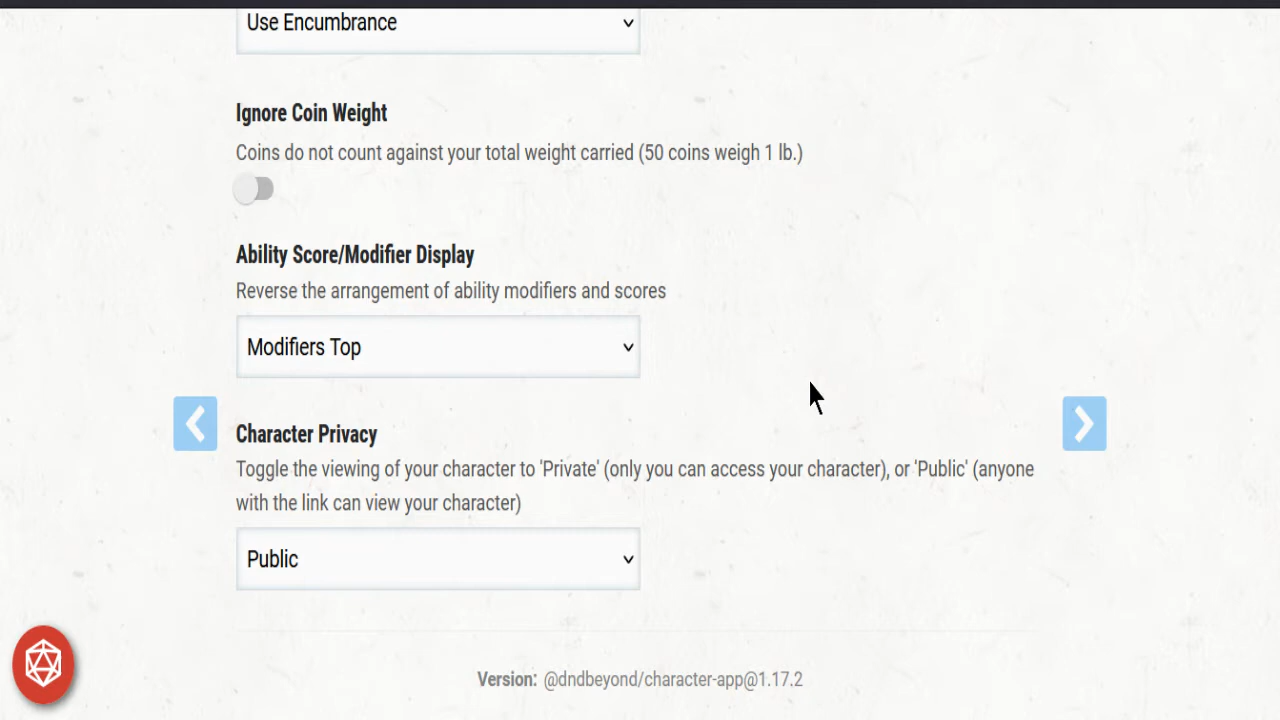 Use Encumbrance
Ignore Coin Weight
Coins do not count against your total weight carried (50 coins weigh 1 lb.)
Ability Score/Modifier Display
Reverse the arrangement of ability modifiers and scores
Modifiers Top
Character Privacy
Toggle the viewing of your character to 'Private' (only you can access your character), or 'Public' (anyone
with the link can view your character)
Public
Version: @dndbeyond/character-app@1.17.2